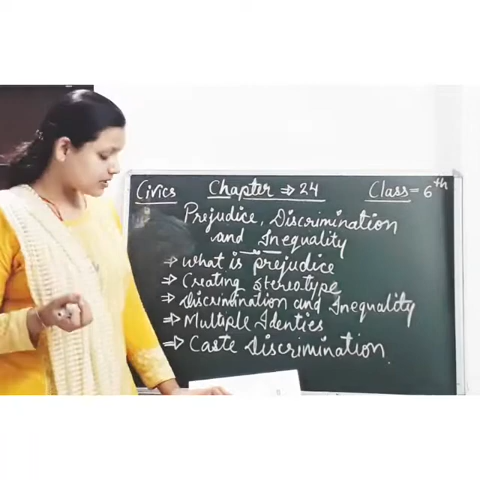 Civics Chapter ⇒ 24 Class = 6th
Prejudice, Discrimination
and Inequality
⇒ What is prejudice
⇒ Creating Stereotype
⇒ Discrimination and Inequality
⇒ Multiple Identies
⇒ Caste Discrimination